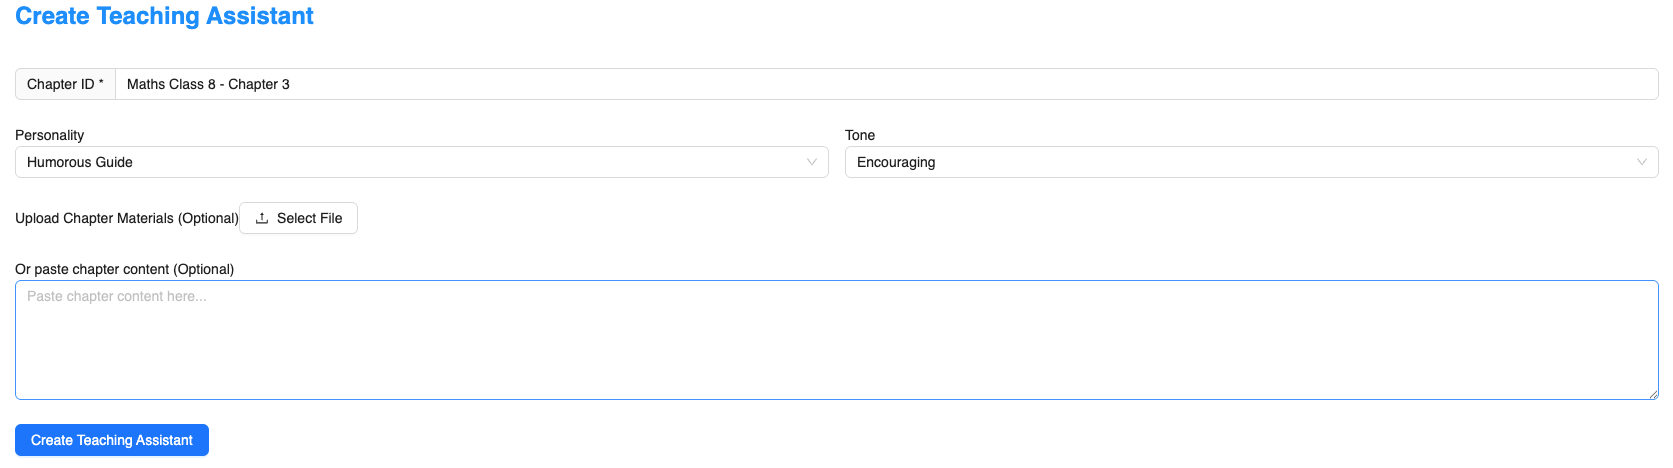 Create Teaching Assistant
Chapter ID * Maths Class 8 - Chapter 3
Personality
Humorous Guide
Tone
Encouraging
Upload Chapter Materials (Optional) Select File
Or paste chapter content (Optional)
Paste chapter content here...
Create Teaching Assistant